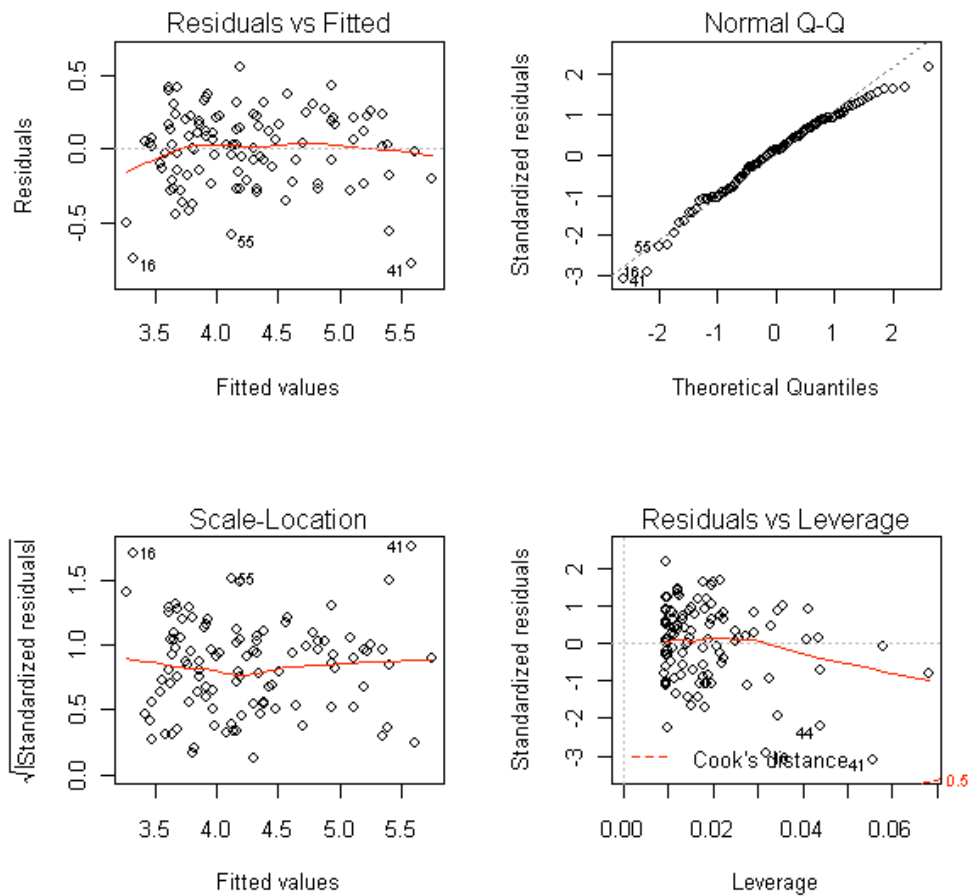 Residuals vs Fitted
Residuals
0.5
0.0
-0.5
16
55
41
3.5 4.0 4.5 5.0 5.5
Fitted values
Normal Q-Q
Standardized residuals
2
1
0
-1
-2
-3
55
16
41
-2 -1 0 1 2
Theoretical Quantiles
Scale-Location
√|Standardized residuals|
1.5
1.0
0.5
0.0
16
55
41
3.5 4.0 4.5 5.0 5.5
Fitted values
Residuals vs Leverage
Standardized residuals
2
1
0
-1
-2
-3
44
Cook's distance
41
0.5
0.00 0.02 0.04 0.06
Leverage